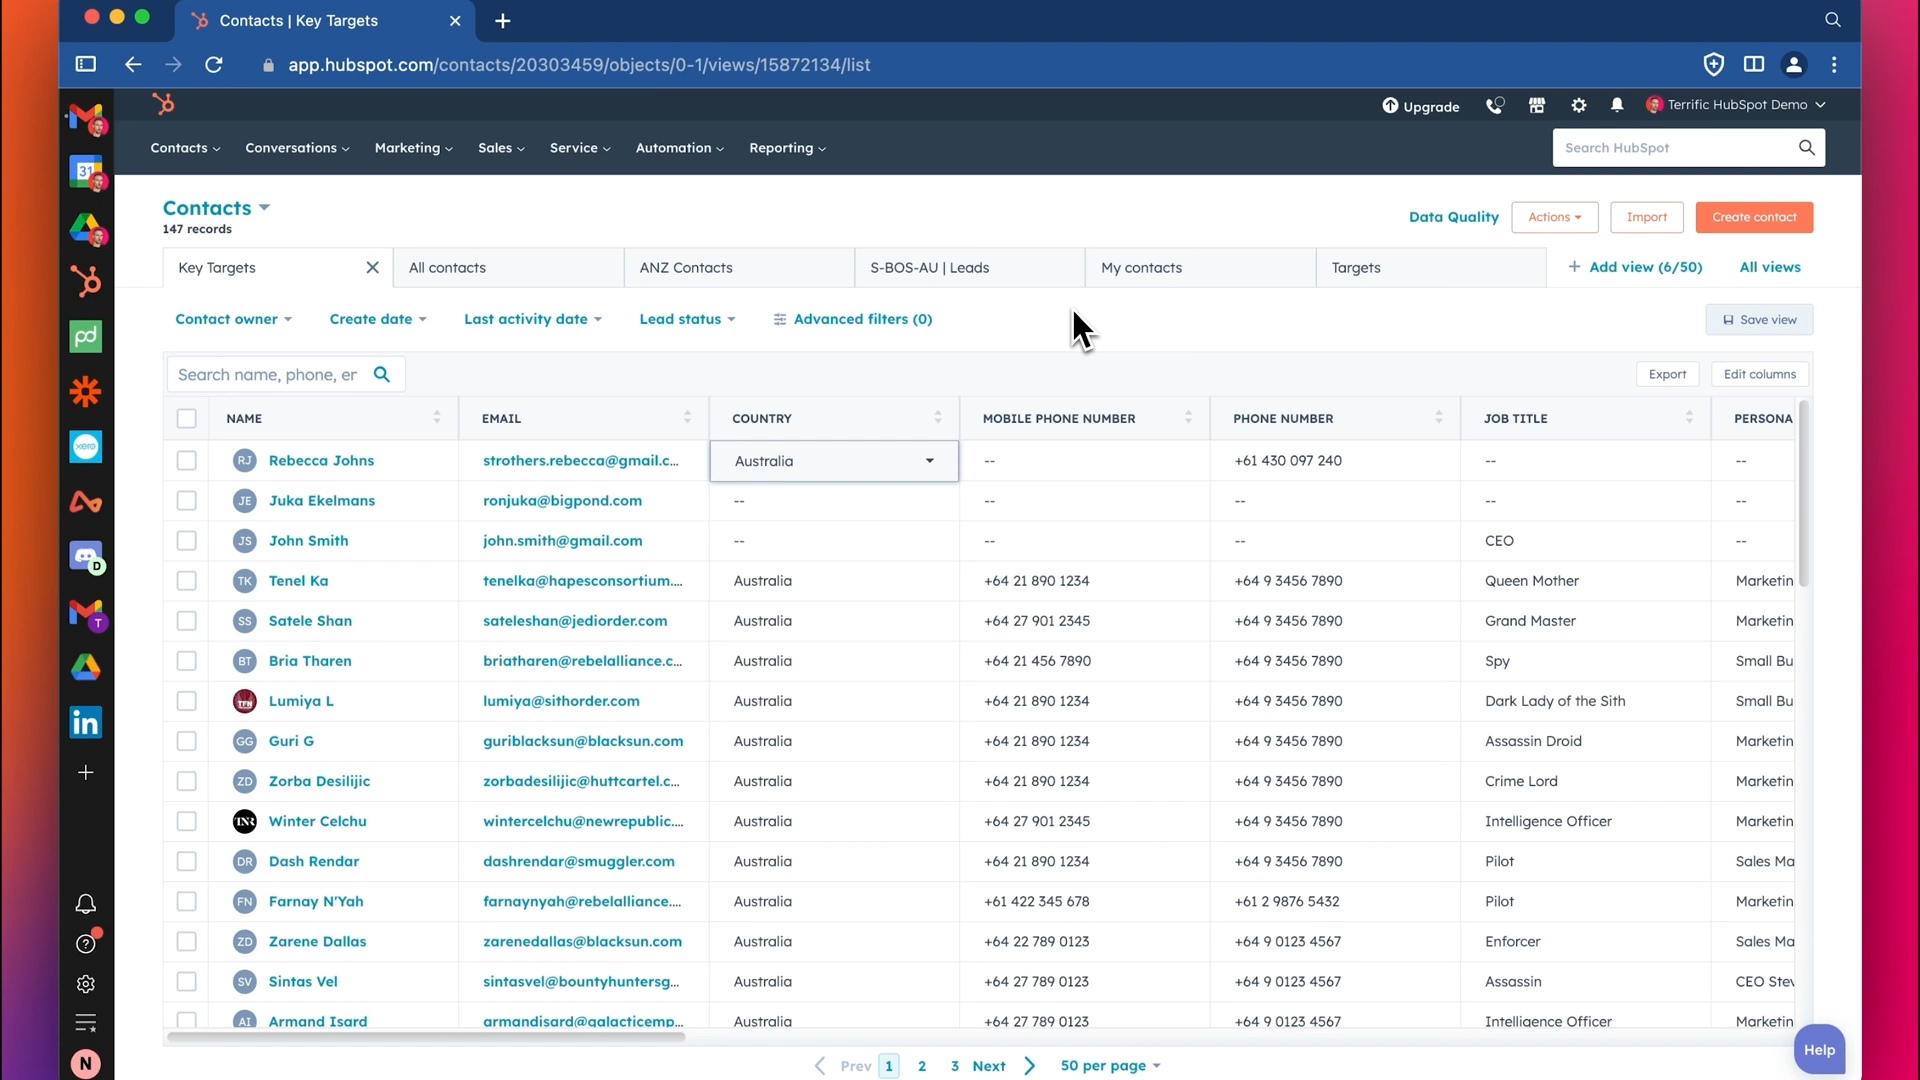 Contacts | Key Targets
app.hubspot.com/contacts/20303459/objects/0-1/views/15872134/list
Upgrade
Terrific HubSpot Demo
Contacts
Conversations
Marketing
Sales
Service
Automation
Reporting
Search HubSpot
Contacts
147 records
Data Quality
Actions
Import
Create contact
Key Targets
All contacts
ANZ Contacts
S-BOS-AU | Leads
My contacts
Targets
+ Add view (6/50)
All views
Contact owner
Create date
Last activity date
Lead status
Advanced filters (0)
Save view
Search name, phone, er
Export
Edit columns
NAME EMAIL COUNTRY MOBILE PHONE NUMBER PHONE NUMBER JOB TITLE PERSONA
RJ Rebecca Johns strothers.rebecca@gmail.c... Australia -- +61 430 097 240 -- --
JE Juka Ekelmans ronjuka@bigpond.com -- -- -- -- --
JS John Smith john.smith@gmail.com -- -- -- CEO --
TK Tenel Ka tenelka@hapesconsortium.... Australia +64 21 890 1234 +64 9 3456 7890 Queen Mother Marketin
SS Satele Shan sateleshan@jediorder.com Australia +64 27 901 2345 +64 9 3456 7890 Grand Master Marketin
BT Bria Tharen briatharen@rebelalliance.c... Australia +64 21 456 7890 +64 9 3456 7890 Spy Small Bu
TFN Lumiya L lumiya@sithorder.com Australia +64 21 890 1234 +64 9 3456 7890 Dark Lady of the Sith Small Bu
GG Guri G guriblacksun@blacksun.com Australia +64 21 890 1234 +64 9 3456 7890 Assassin Droid Marketin
ZD Zorba Desilijic zorbadesilijic@huttcartel.c... Australia +64 21 890 1234 +64 9 3456 7890 Crime Lord Marketin
TNR Winter Celchu wintercelchu@newrepublic.... Australia +64 27 901 2345 +64 9 3456 7890 Intelligence Officer Marketin
DR Dash Rendar dashrendar@smuggler.com Australia +64 21 890 1234 +64 9 3456 7890 Pilot Sales Ma
FN Farnay N'Yah farnaynyah@rebelalliance.... Australia +61 422 345 678 +61 2 9876 5432 Pilot Marketin
ZD Zarene Dallas zarenedallas@blacksun.com Australia +64 22 789 0123 +64 9 0123 4567 Enforcer Sales Ma
SV Sintas Vel sintasvel@bountyhuntersg... Australia +64 27 789 0123 +64 9 0123 4567 Assassin CEO Stev
AI Armand Isard armandisard@galacticemp... Australia +64 27 789 0123 +64 9 0123 4567 Intelligence Officer Marketin
Prev 1 2 3 Next 50 per page
Help
31
pd
xero
D
T
in
N